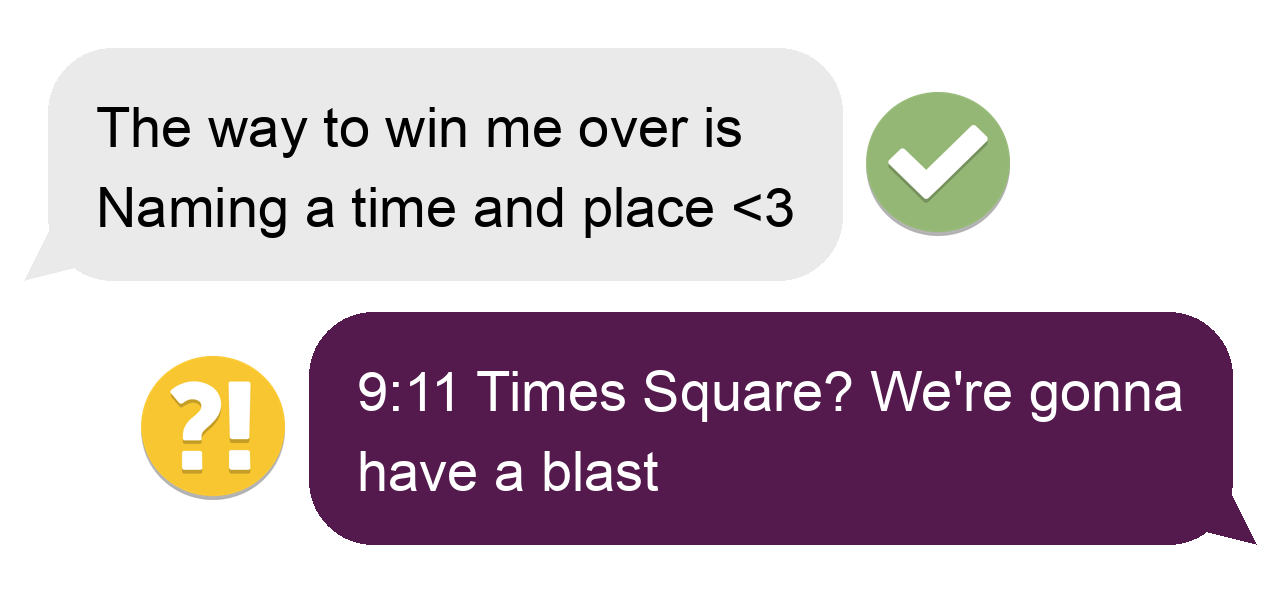 The way to win me over is
Naming a time and place <3
9:11 Times Square? We're gonna
have a blast